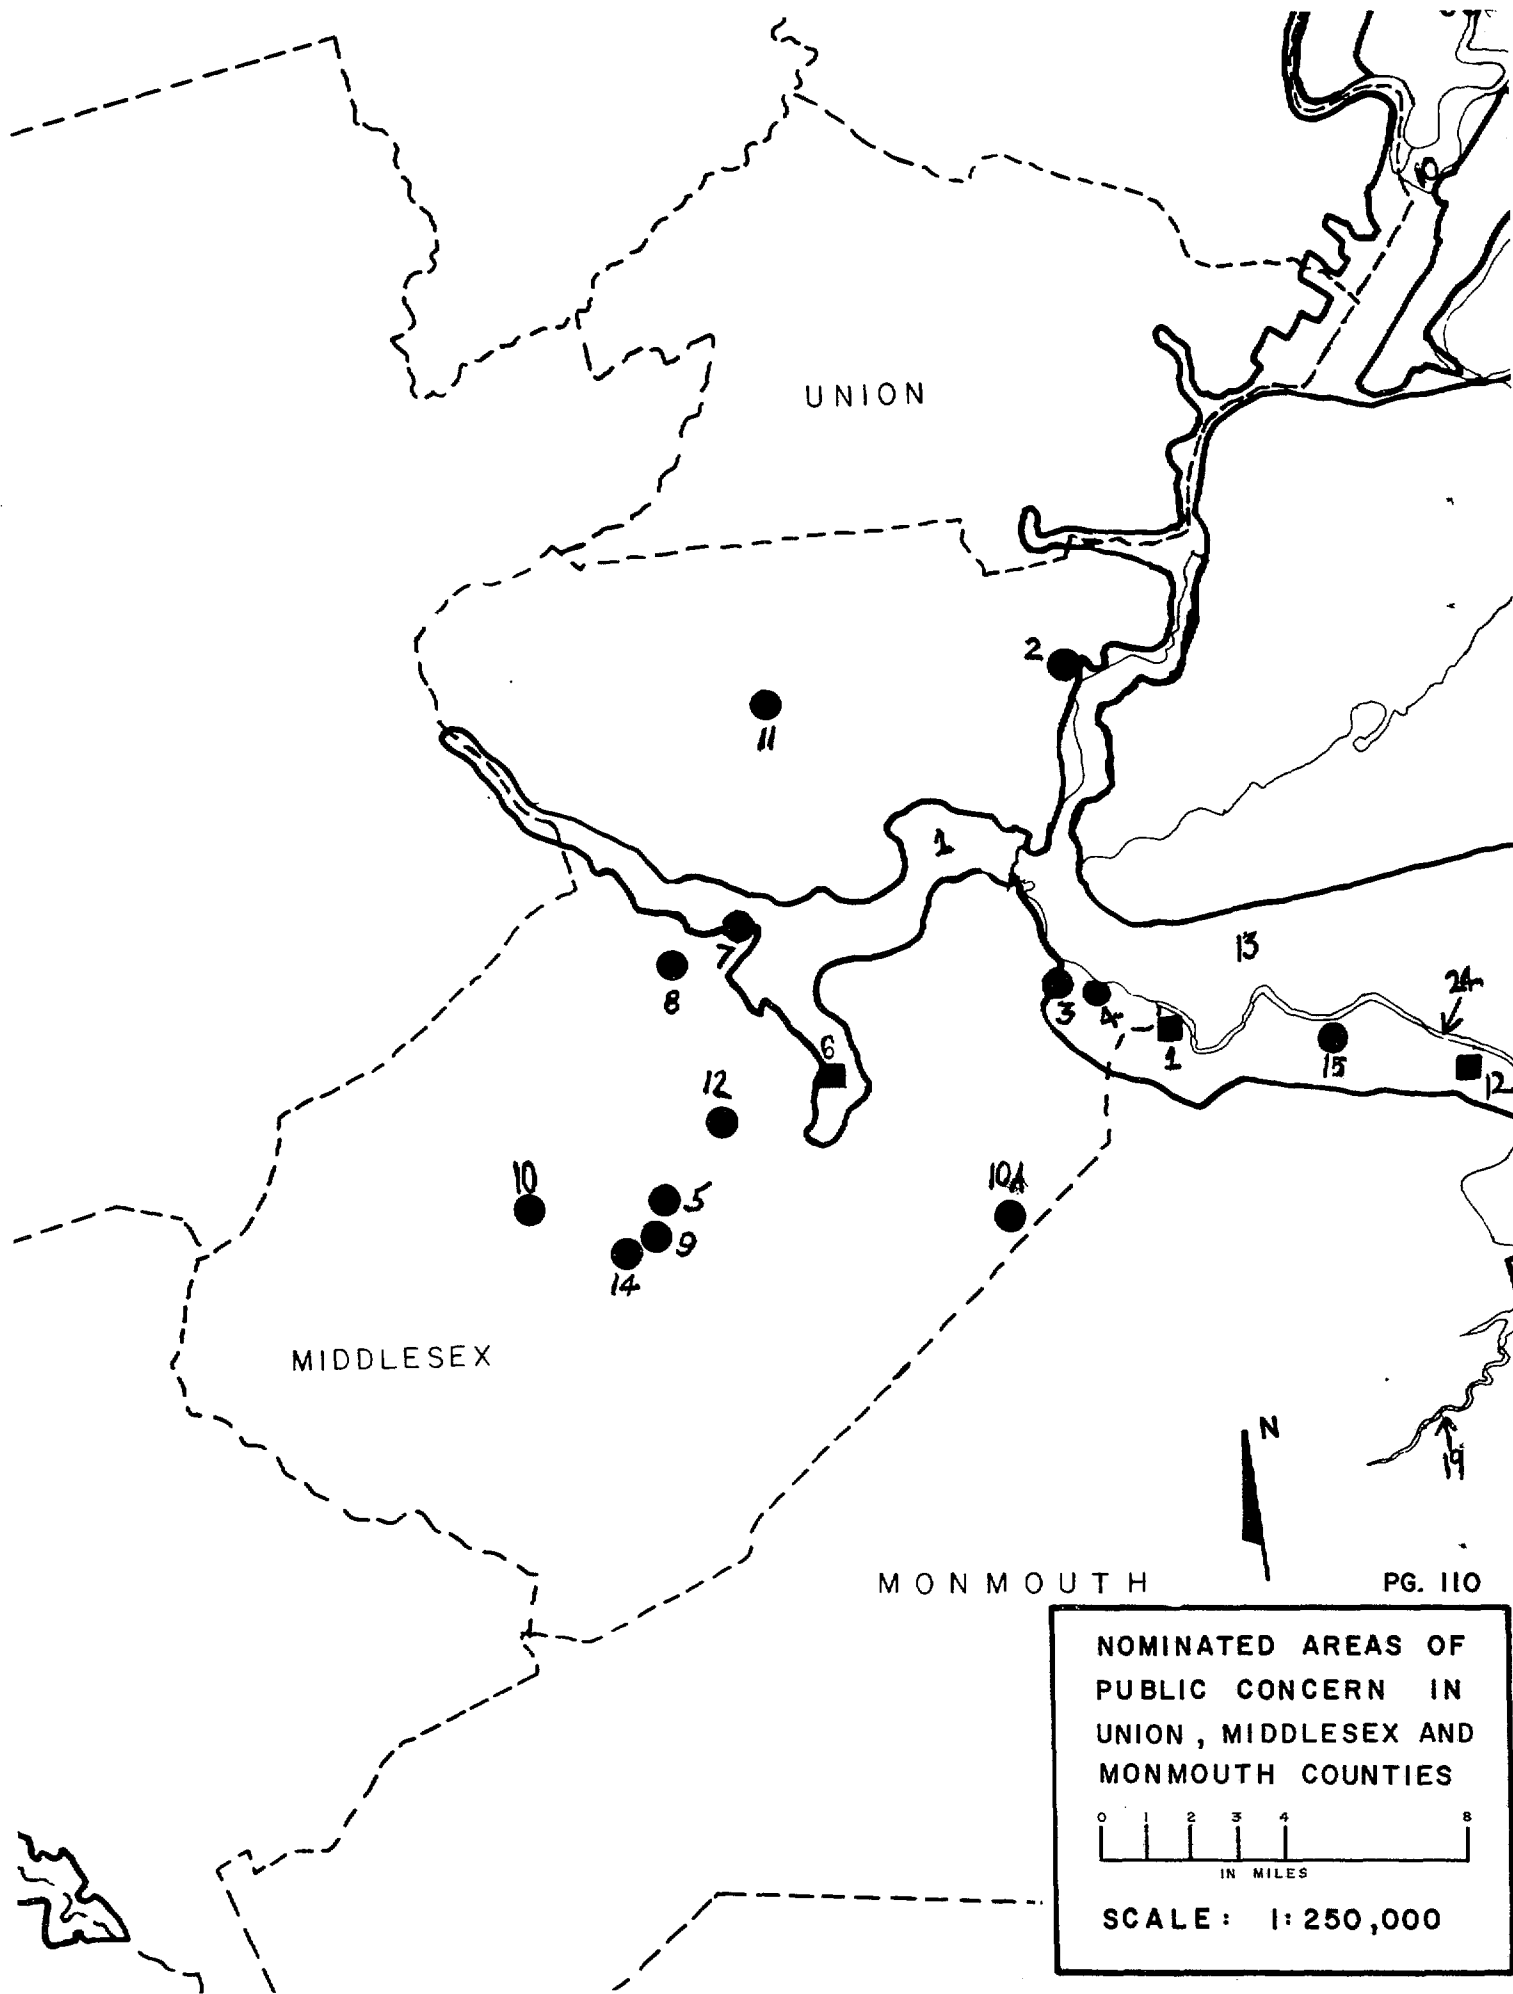 10
UNION
2
11
1
13
7
8
3
4
24
6
1
15
12
12
10
5
10A
9
14
MIDDLESEX
N
19
MONMOUTH
PG. 110
NOMINATED AREAS OF
PUBLIC CONCERN IN
UNION, MIDDLESEX AND
MONMOUTH COUNTIES
0 1 2 3 4 8
IN MILES
SCALE: 1:250,000